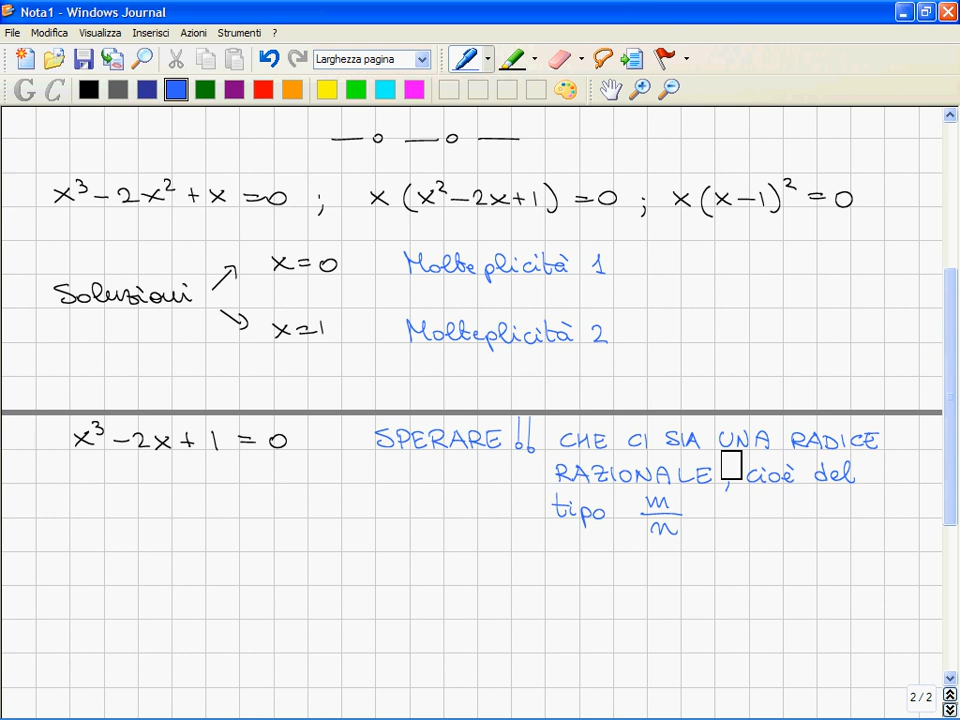 Nota1 - Windows Journal
File Modifica Visualizza Inserisci Azioni Strumenti ?
Larghezza pagina
G C
x³ - 2x² + x = 0 ; x(x² - 2x + 1) = 0 ; x(x - 1)² = 0
x = 0 Molteplicità 1
Soluzioni
x = 1 Molteplicità 2
x³ - 2x + 1 = 0 SPERARE !! CHE CI SIA UNA RADICE
RAZIONALE, cioè del
tipo m/n
2 / 2